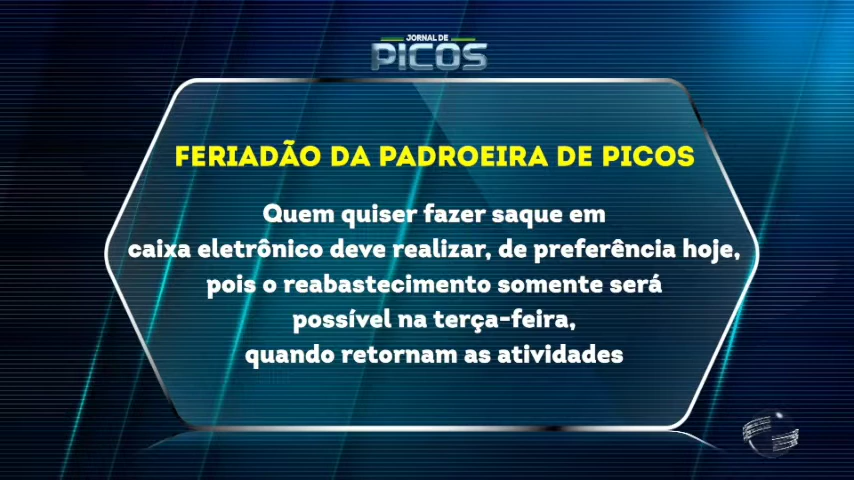 JORNAL DE
PICOS
FERIADÃO DA PADROEIRA DE PICOS
Quem quiser fazer saque em
caixa eletrônico deve realizar, de preferência hoje,
pois o reabastecimento somente será
possível na terça-feira,
quando retornam as atividades